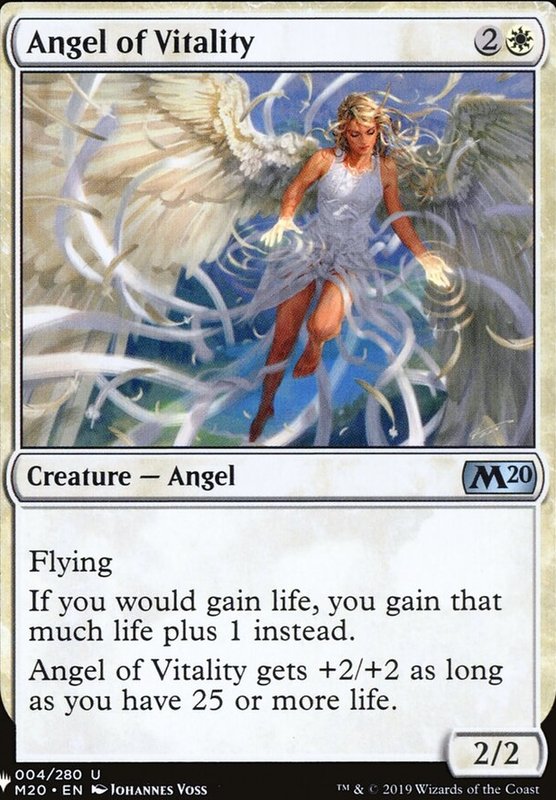 Angel of Vitality 2
Creature — Angel M20
Flying
If you would gain life, you gain that
much life plus 1 instead.
Angel of Vitality gets +2/+2 as long
as you have 25 or more life.
2/2
004/280 U
M20 • EN Johannes Voss
™ & © 2019 Wizards of the Coast